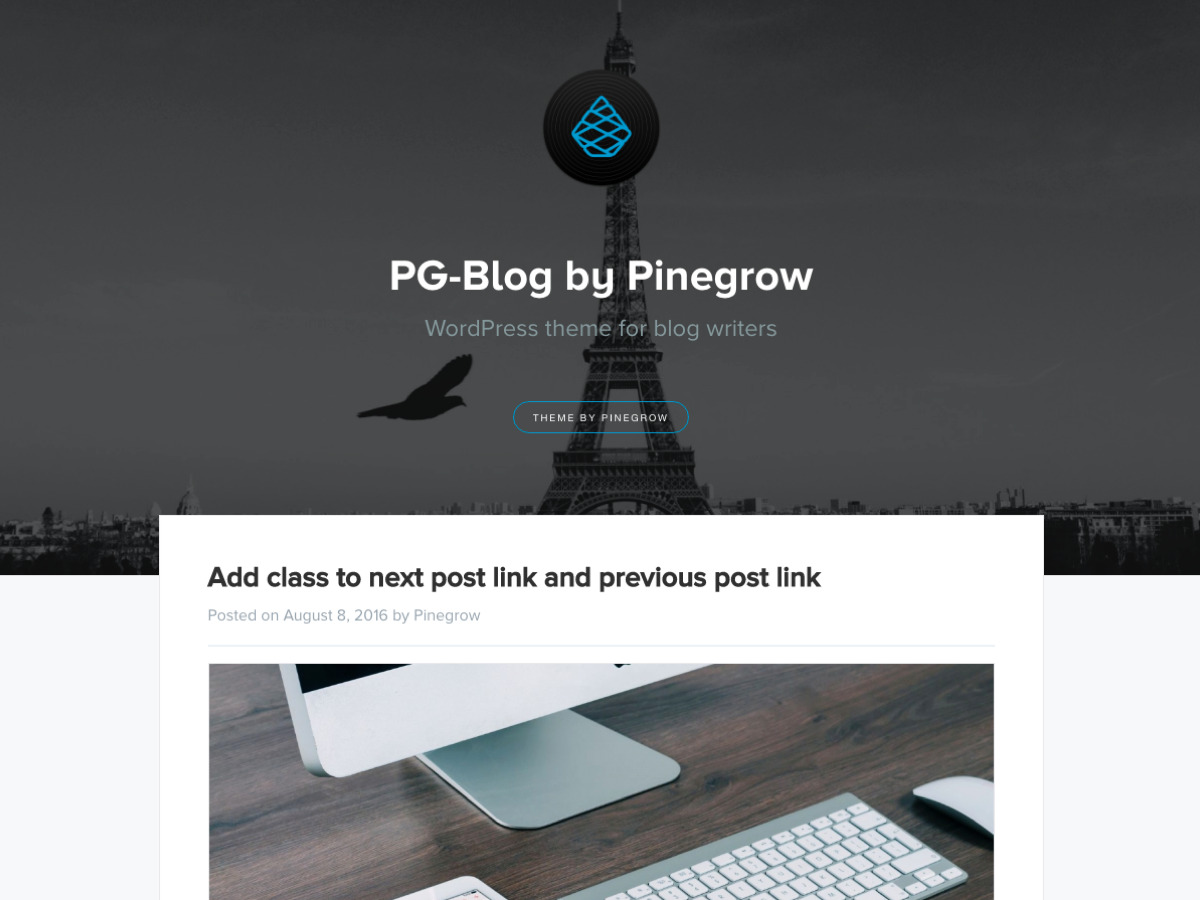 PG-Blog by Pinegrow
WordPress theme for blog writers
THEME BY PINEGROW
Add class to next post link and previous post link
Posted on August 8, 2016 by Pinegrow